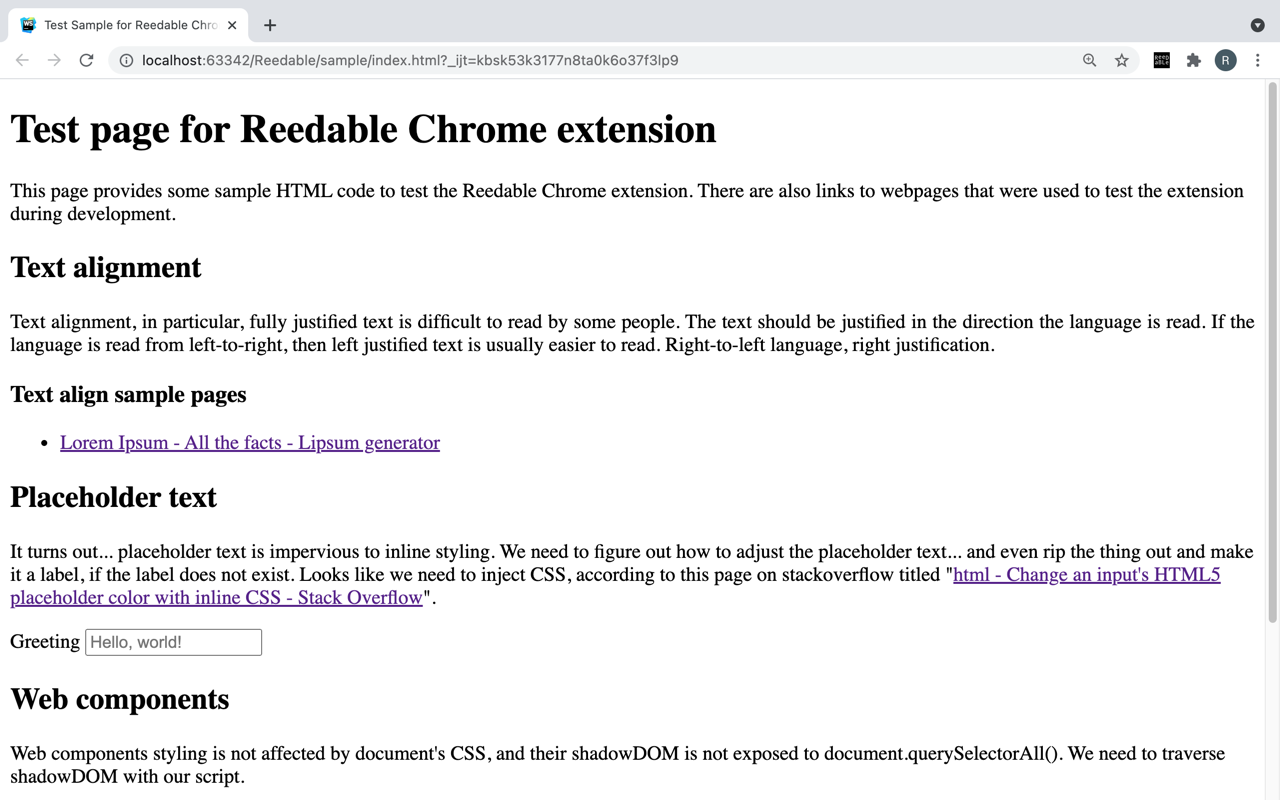 Test Sample for Reedable Chro
localhost:63342/Reedable/sample/index.html?_ijt=kbsk53k3177n8ta0k6o37f3lp9
REED
ABLE
R
Test page for Reedable Chrome extension
This page provides some sample HTML code to test the Reedable Chrome extension. There are also links to webpages that were used to test the extension
during development.
Text alignment
Text alignment, in particular, fully justified text is difficult to read by some people. The text should be justified in the direction the language is read. If the
language is read from left-to-right, then left justified text is usually easier to read. Right-to-left language, right justification.
Text align sample pages
• Lorem Ipsum - All the facts - Lipsum generator
Placeholder text
It turns out... placeholder text is impervious to inline styling. We need to figure out how to adjust the placeholder text... and even rip the thing out and make
it a label, if the label does not exist. Looks like we need to inject CSS, according to this page on stackoverflow titled "html - Change an input's HTML5
placeholder color with inline CSS - Stack Overflow".
Greeting Hello, world!
Web components
Web components styling is not affected by document's CSS, and their shadowDOM is not exposed to document.querySelectorAll(). We need to traverse
shadowDOM with our script.